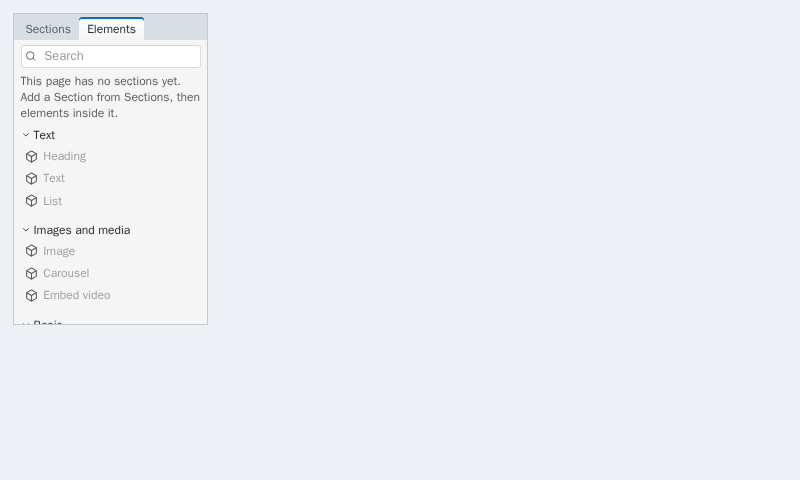 Sections Elements
Search
This page has no sections yet.
Add a Section from Sections, then
elements inside it.
Text
Heading
Text
List
Images and media
Image
Carousel
Embed video